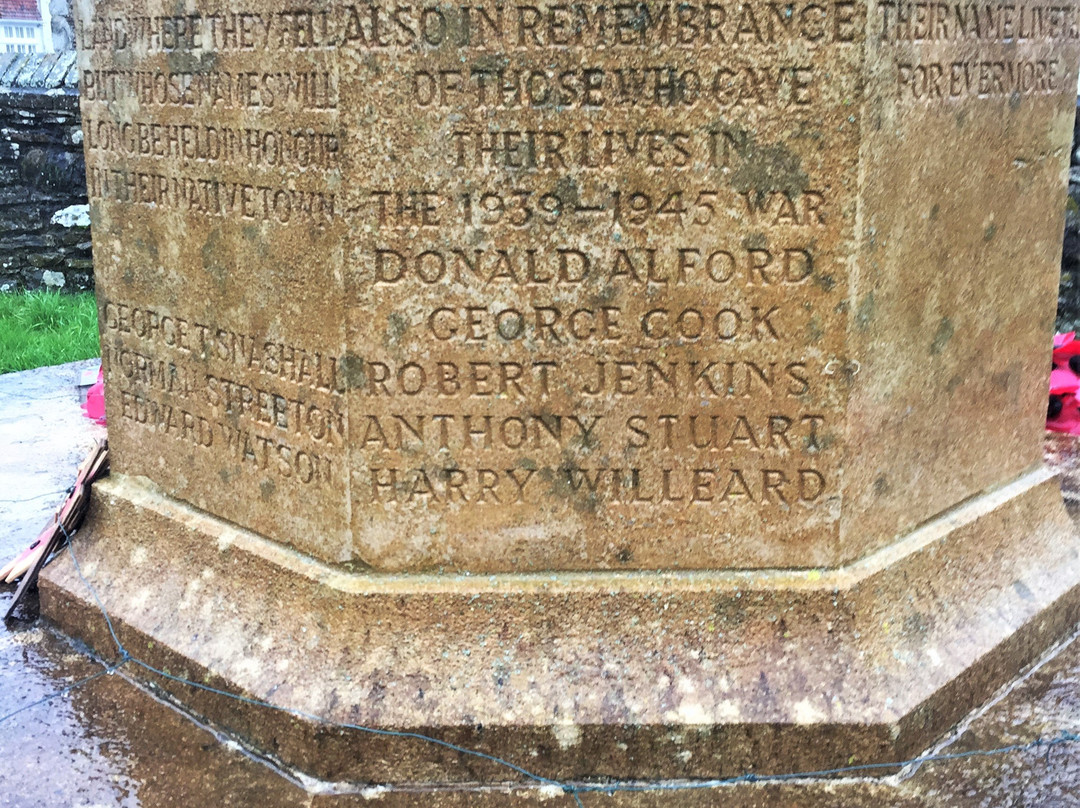 LAND WHERE THEY FELL
BUT WHOSE NAMES WILL
LONG BE HELD IN HONOUR
IN THEIR NATIVE TOWN
GEORGE T SNASHALL
NORMAN STREETON
EDWARD WATSON
ALSO IN REMEMBRANCE
OF THOSE WHO GAVE
THEIR LIVES IN
THE 1939-1945 WAR
DONALD ALFORD
GEORGE COOK
ROBERT JENKINS
ANTHONY STUART
HARRY WILLEARD
THEIR NAME LIVETH
FOR EVERMORE